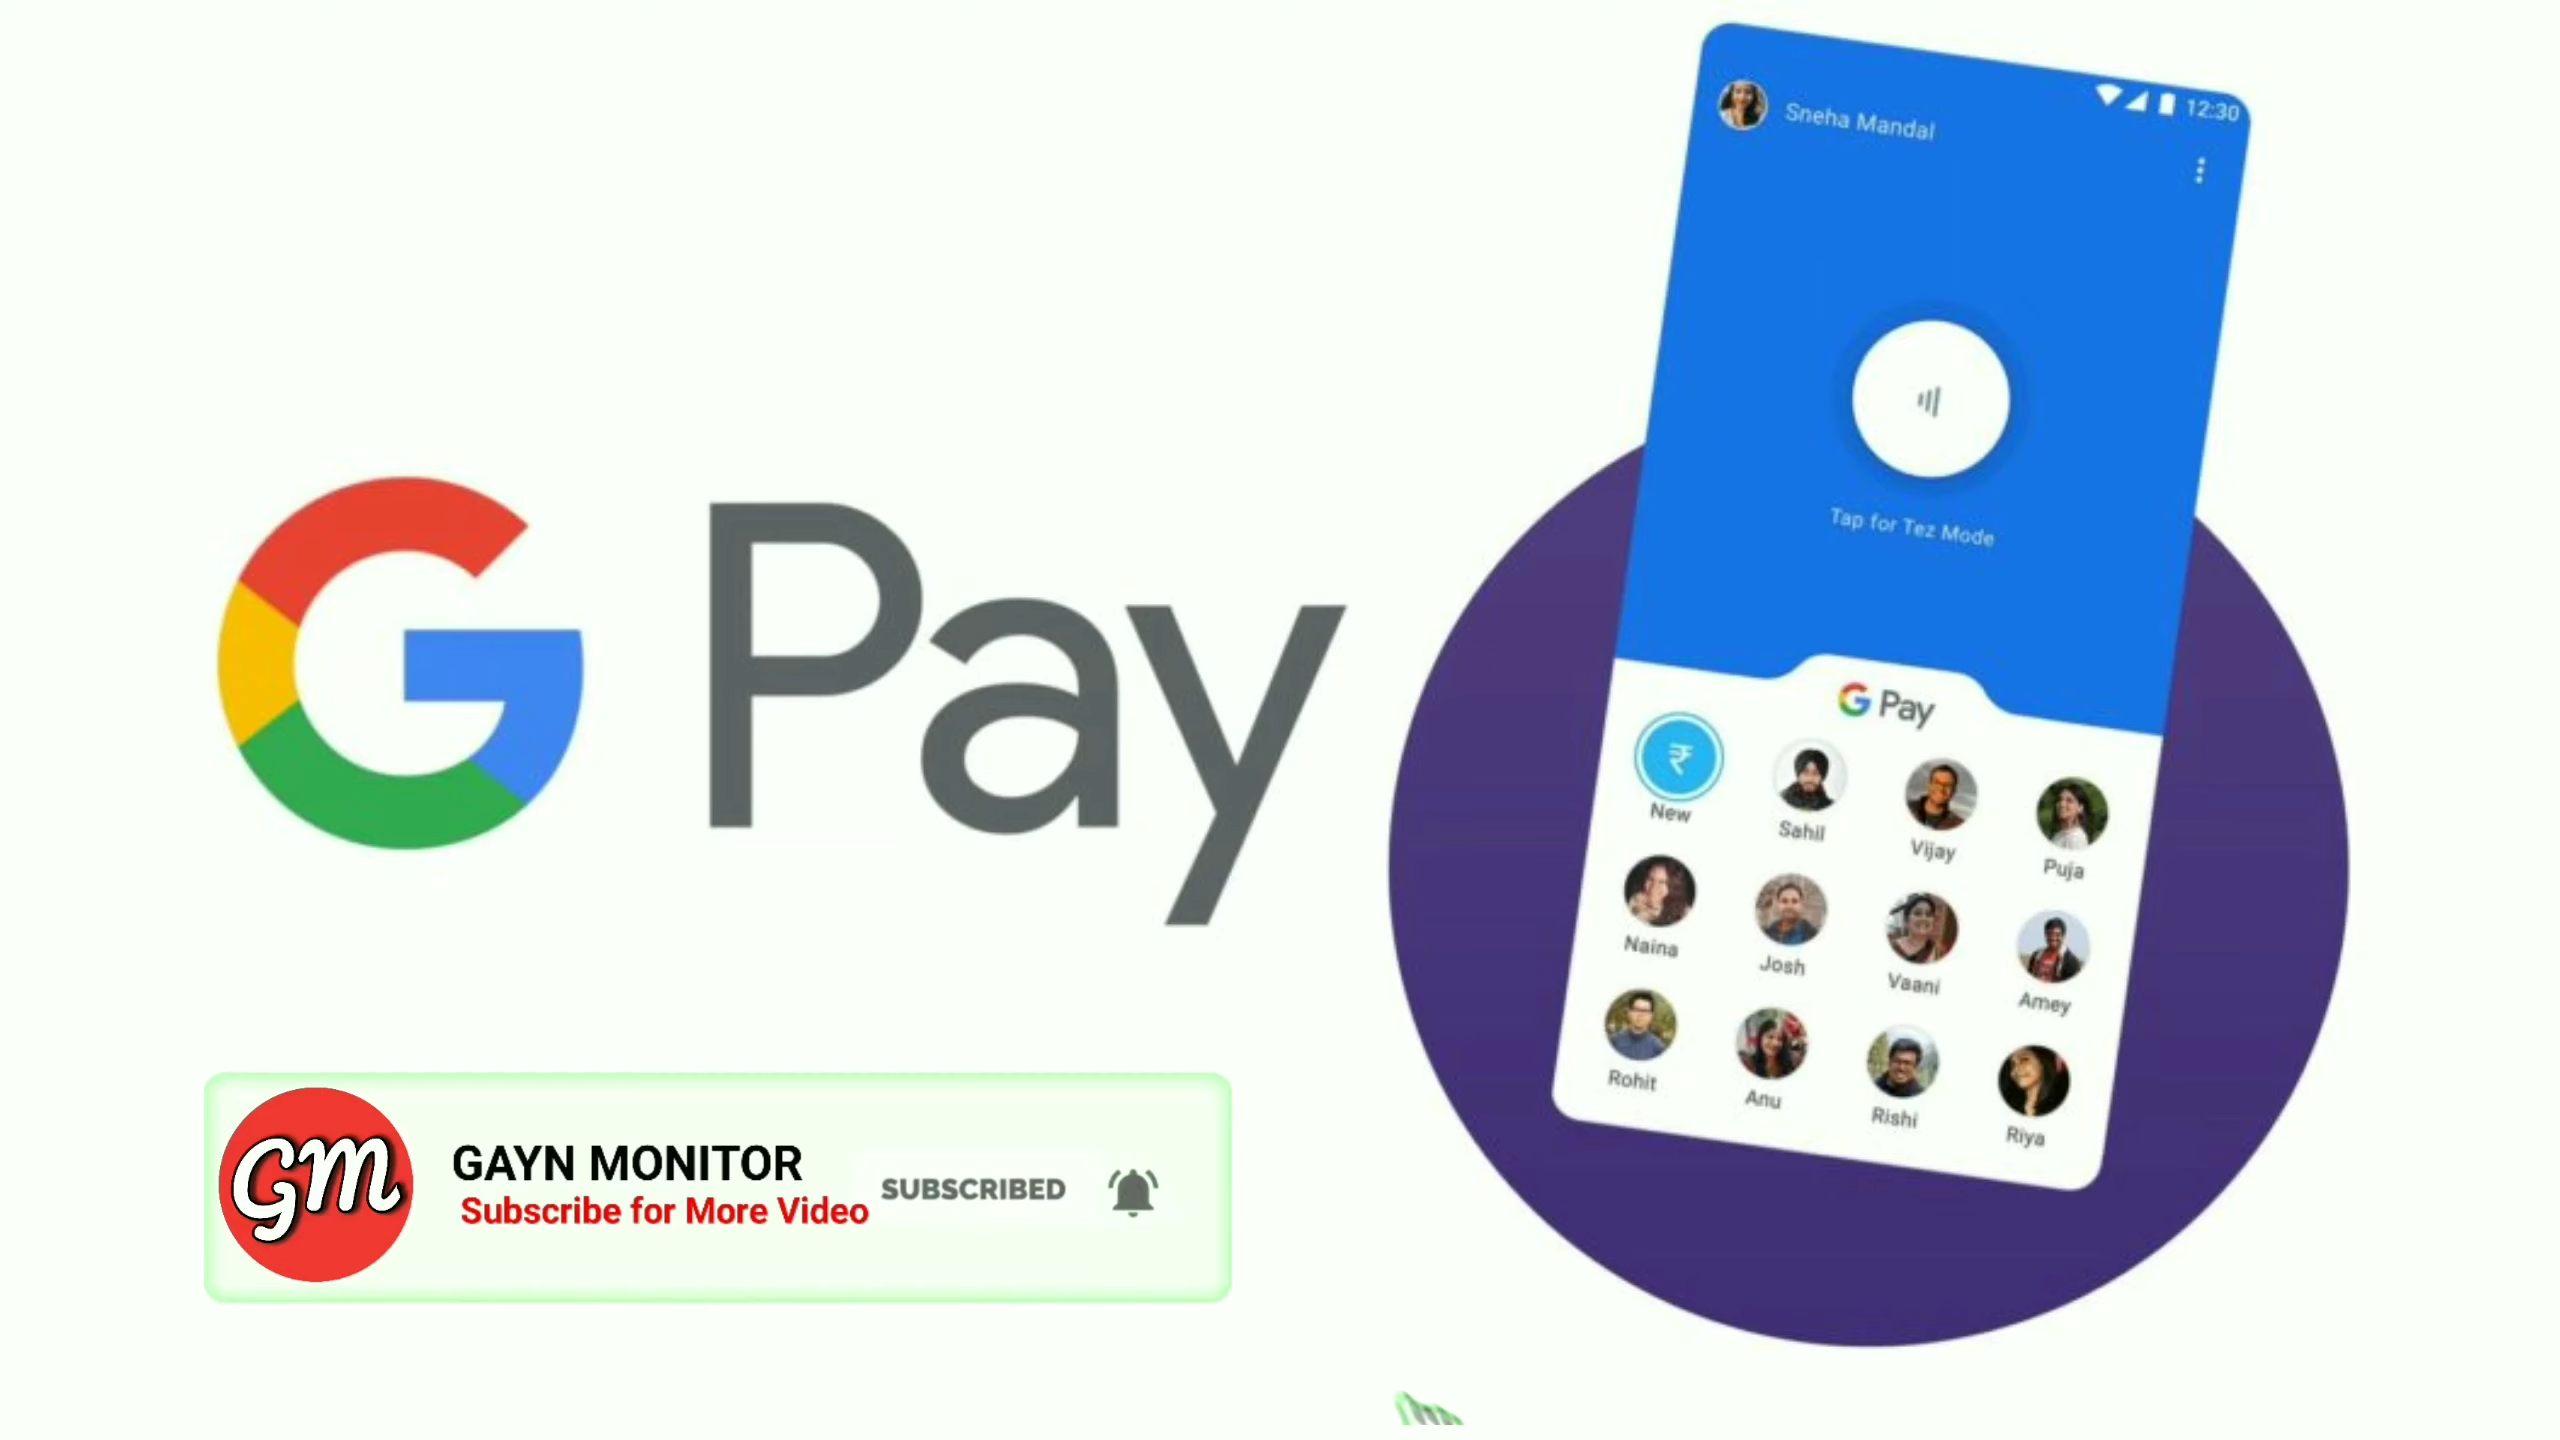 G Pay
Sneha Mandal
12:30
Tap for Tez Mode
G Pay
₹
New
Sahil
Vijay
Puja
Naina
Josh
Vaani
Amey
Rohit
Anu
Rishi
Riya
GM
GAYN MONITOR
Subscribe for More Video
SUBSCRIBED